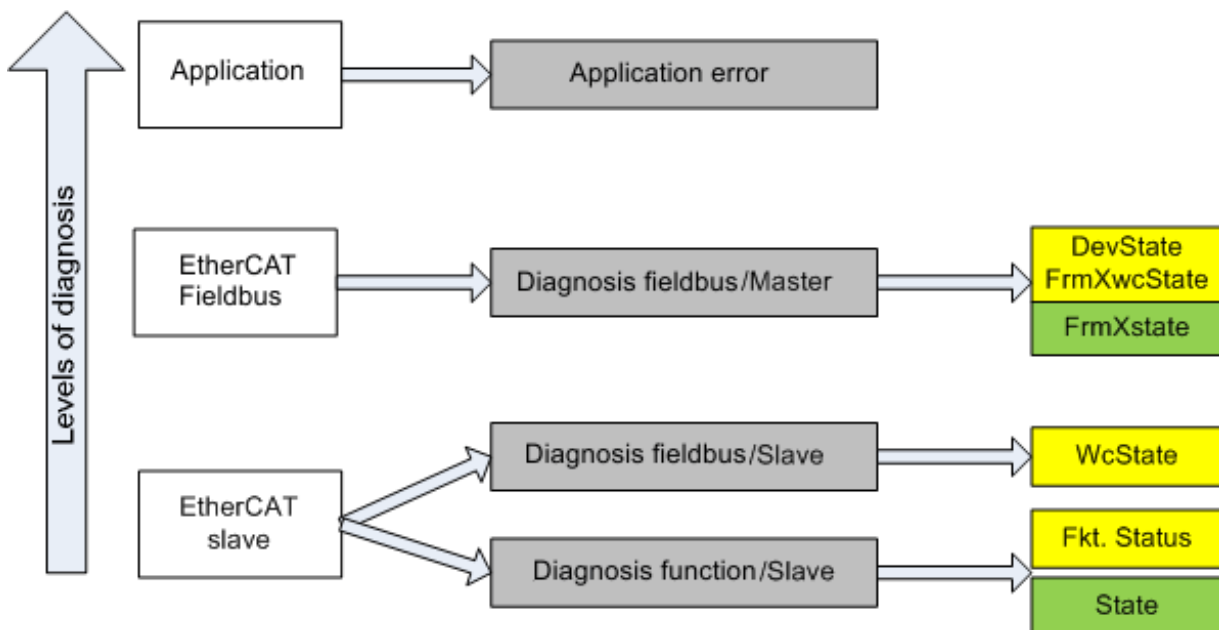 Levels of diagnosis
Application
Application error
EtherCAT
Fieldbus
Diagnosis fieldbus/Master
DevState
FrmXwcState
FrmXstate
EtherCAT
slave
Diagnosis fieldbus/Slave
WcState
Diagnosis function/Slave
Fkt. Status
State